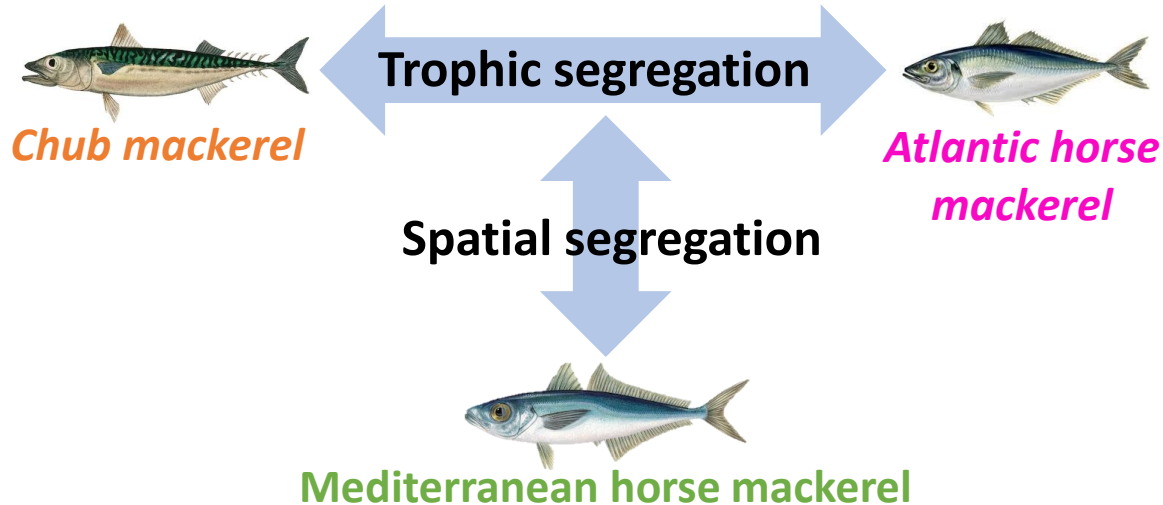 Trophic segregation
Chub mackerel
Atlantic horse
mackerel
Spatial segregation
Mediterranean horse mackerel